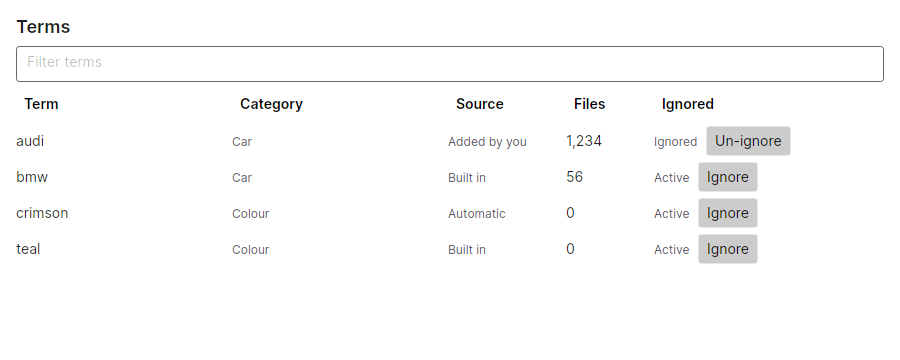 Terms
Filter terms
Term Category Source Files Ignored
audi Car Added by you 1,234 Ignored Un-ignore
bmw Car Built in 56 Active Ignore
crimson Colour Automatic 0 Active Ignore
teal Colour Built in 0 Active Ignore